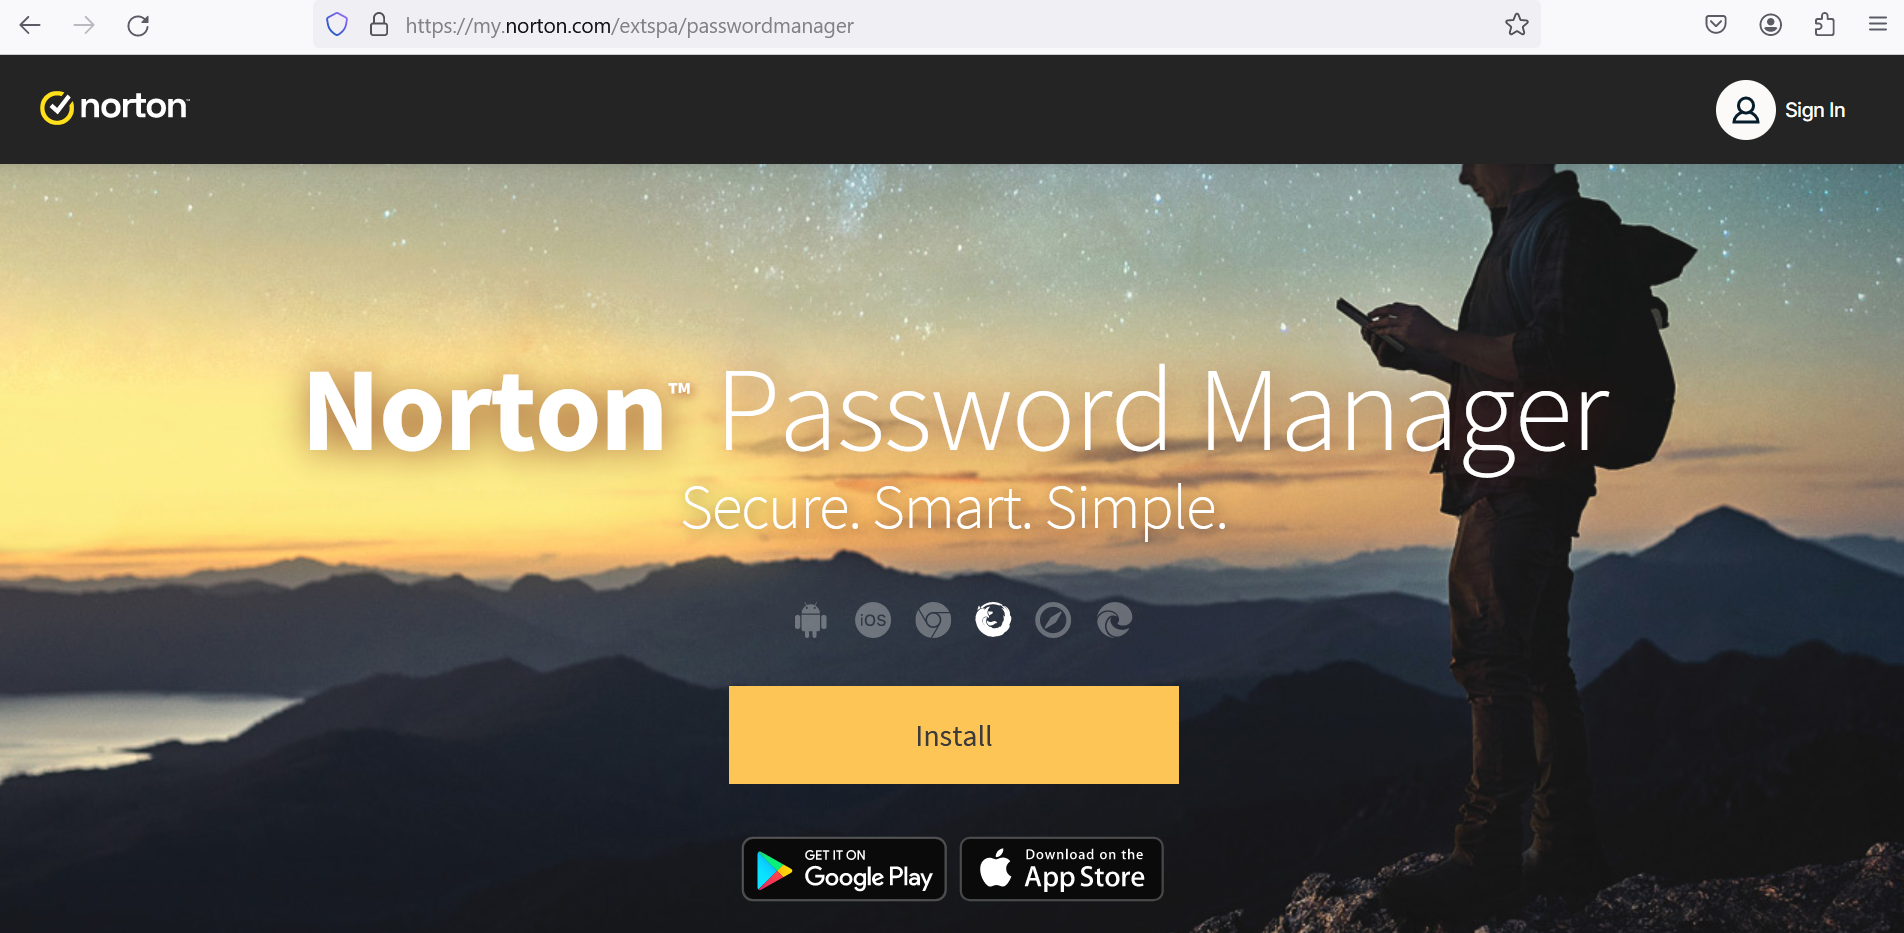 https://my.norton.com/extspa/passwordmanager
norton
Sign In
Norton™ Password Manager
Secure. Smart. Simple.
iOS
Install
GET IT ON
Google Play
Download on the
App Store